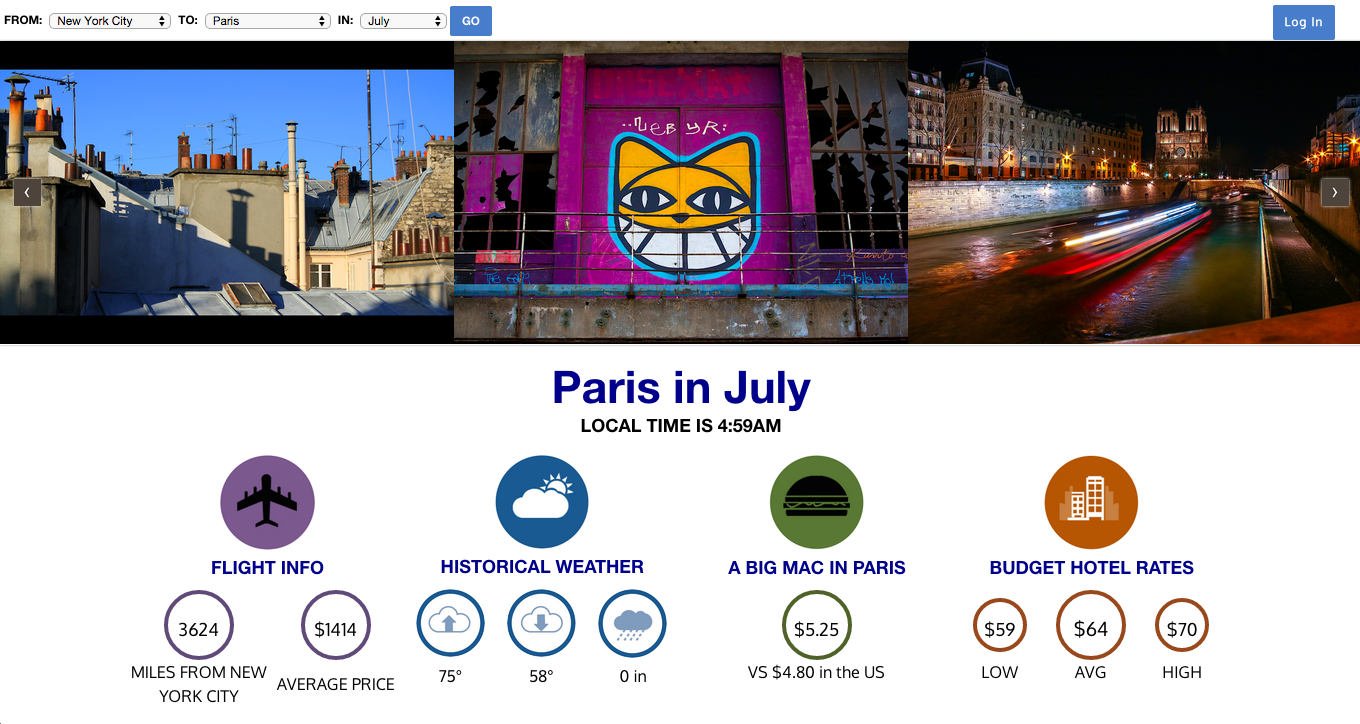 FROM: New York City TO: Paris IN: July GO Log In
‹ ›
Paris in July
LOCAL TIME IS 4:59AM
FLIGHT INFO HISTORICAL WEATHER A BIG MAC IN PARIS BUDGET HOTEL RATES
3624 $1414 $5.25 $59 $64 $70
MILES FROM NEW
YORK CITY
AVERAGE PRICE
75° 58° 0 in
VS $4.80 in the US
LOW AVG HIGH